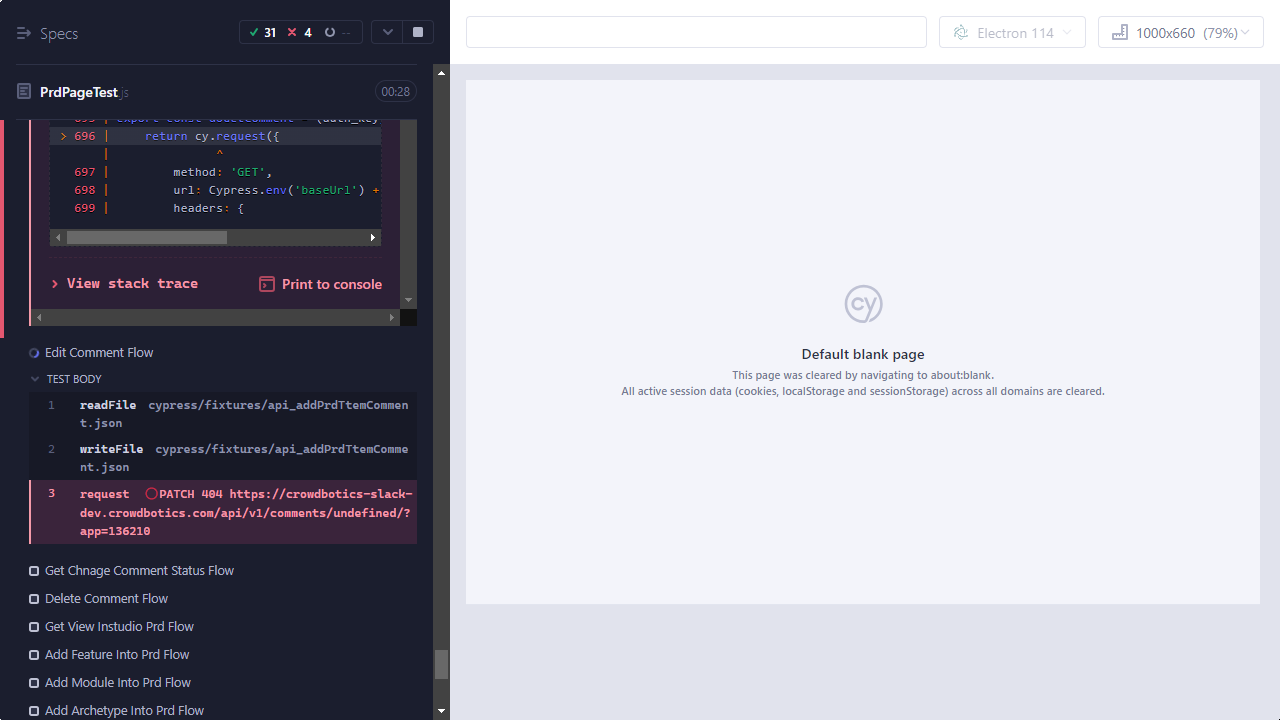 Specs
31 4 --
Electron 114
1000x660 (79%)
PrdPageTest.js
00:28
> 696 | return cy.request({
| ^
697 | method: 'GET',
698 | url: Cypress.env('baseUrl') +
699 | headers: {
View stack trace
Print to console
Edit Comment Flow
TEST BODY
1 readFile cypress/fixtures/api_addPrdTtemCommen
t.json
2 writeFile cypress/fixtures/api_addPrdTtemComme
nt.json
3 request PATCH 404 https://crowdbotics-slack-
dev.crowdbotics.com/api/v1/comments/undefined/?
app=136210
Get Chnage Comment Status Flow
Delete Comment Flow
Get View Instudio Prd Flow
Add Feature Into Prd Flow
Add Module Into Prd Flow
Add Archetype Into Prd Flow
cy
Default blank page
This page was cleared by navigating to about:blank.
All active session data (cookies, localStorage and sessionStorage) across all domains are cleared.